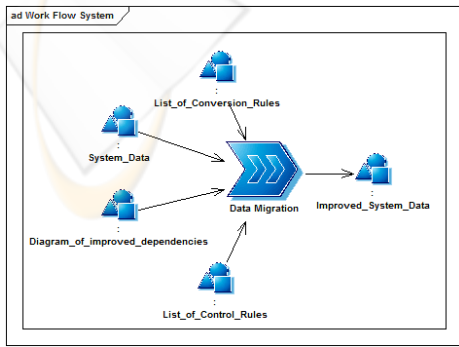 ad Work Flow System
:
List_of_Conversion_Rules
:
System_Data
:
Diagram_of_improved_dependencies
Data Migration
:
Improved_System_Data
:
List_of_Control_Rules